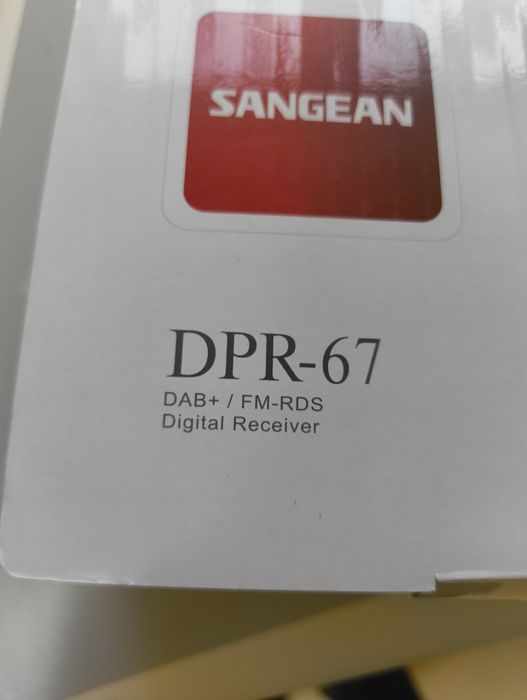 SANGEAN
DPR-67
DAB+ / FM-RDS
Digital Receiver